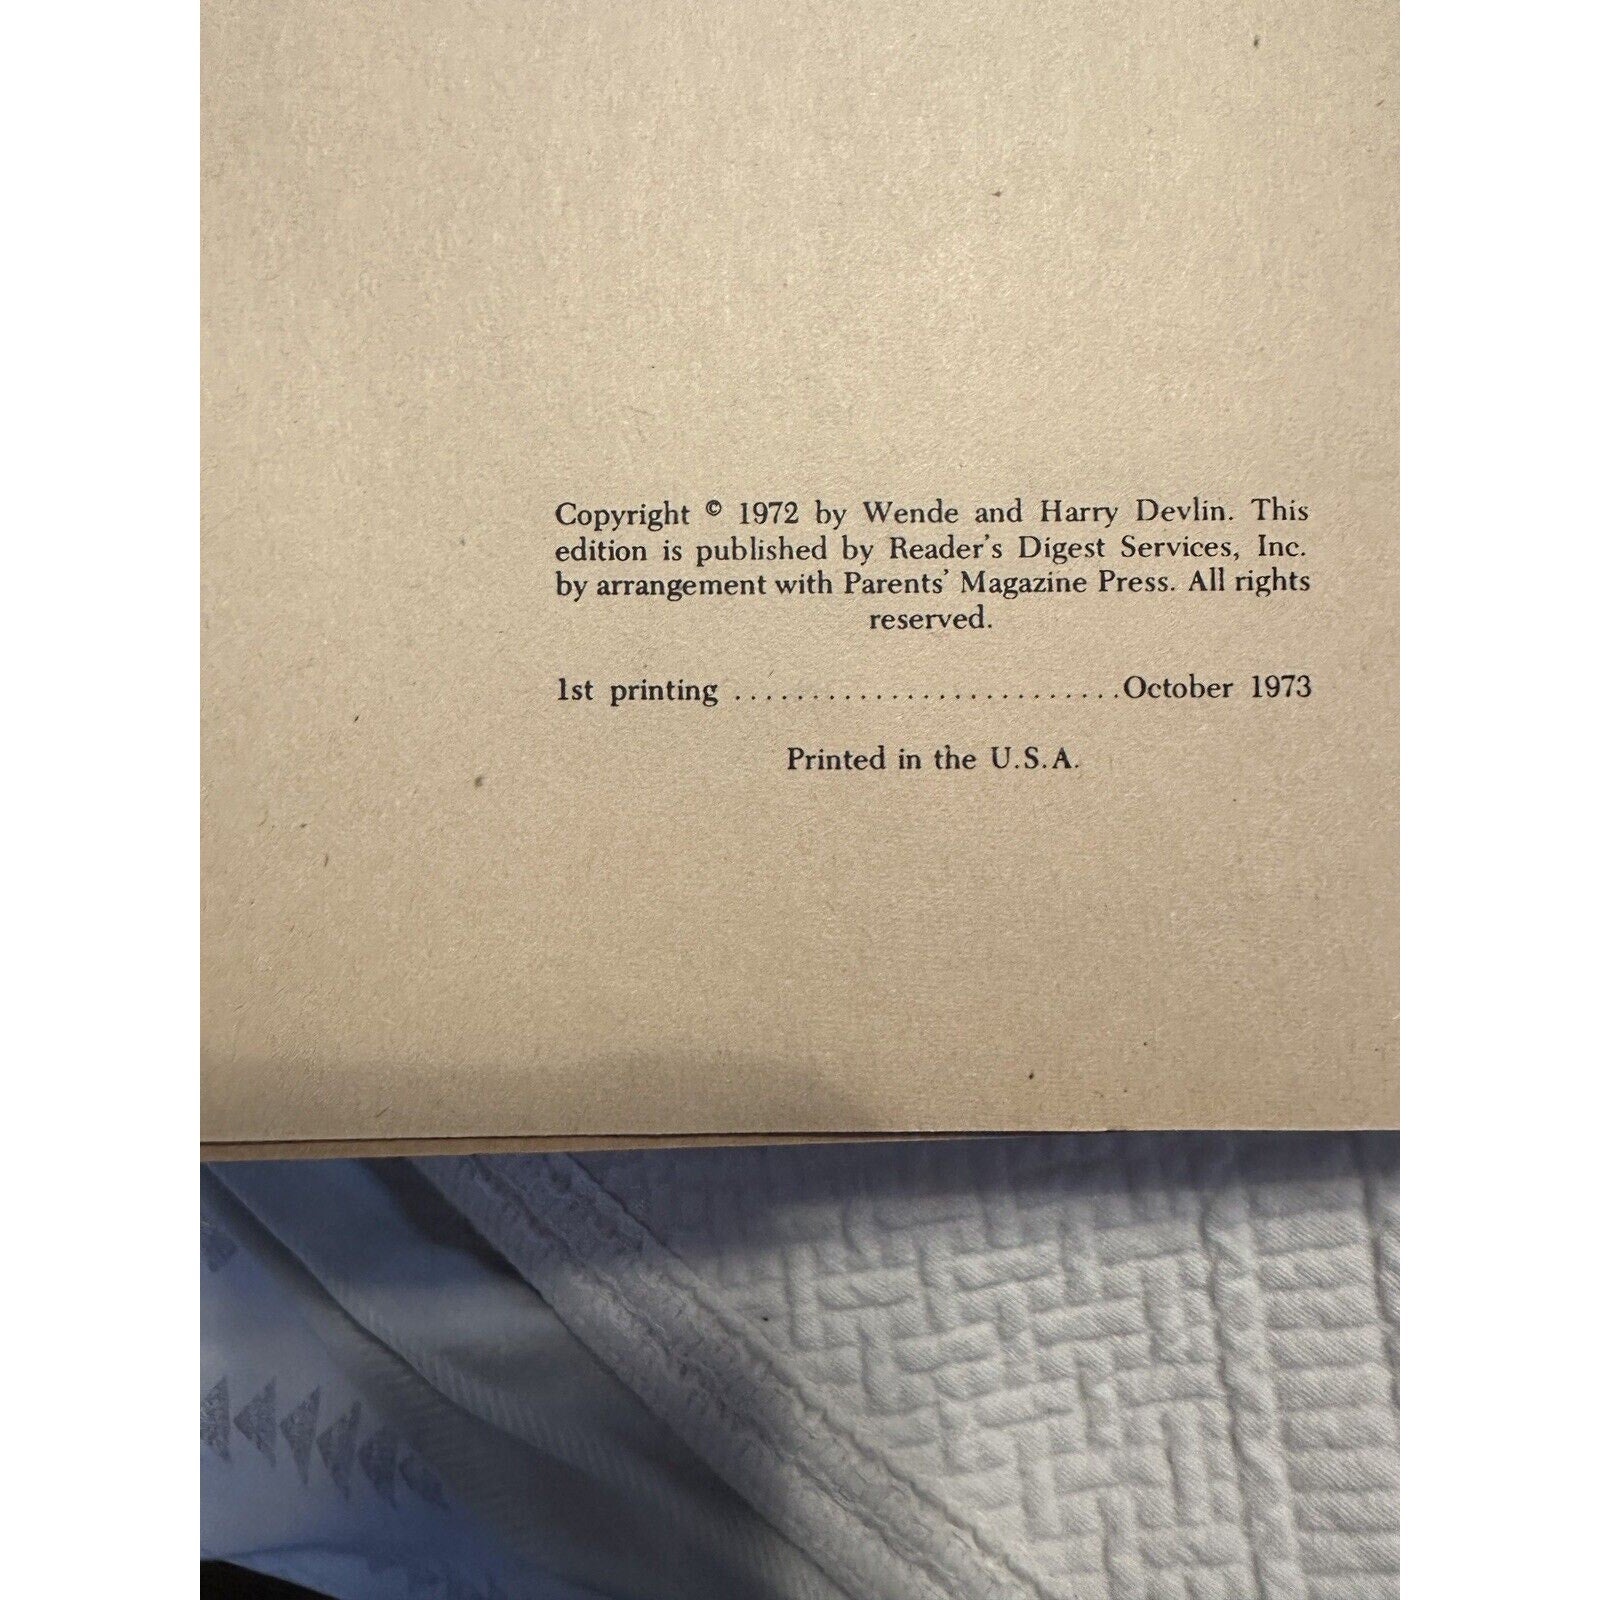 Copyright © 1972 by Wende and Harry Devlin. This
edition is published by Reader's Digest Services, Inc.
by arrangement with Parents' Magazine Press. All rights
reserved.
1st printing ..........................October 1973
Printed in the U.S.A.